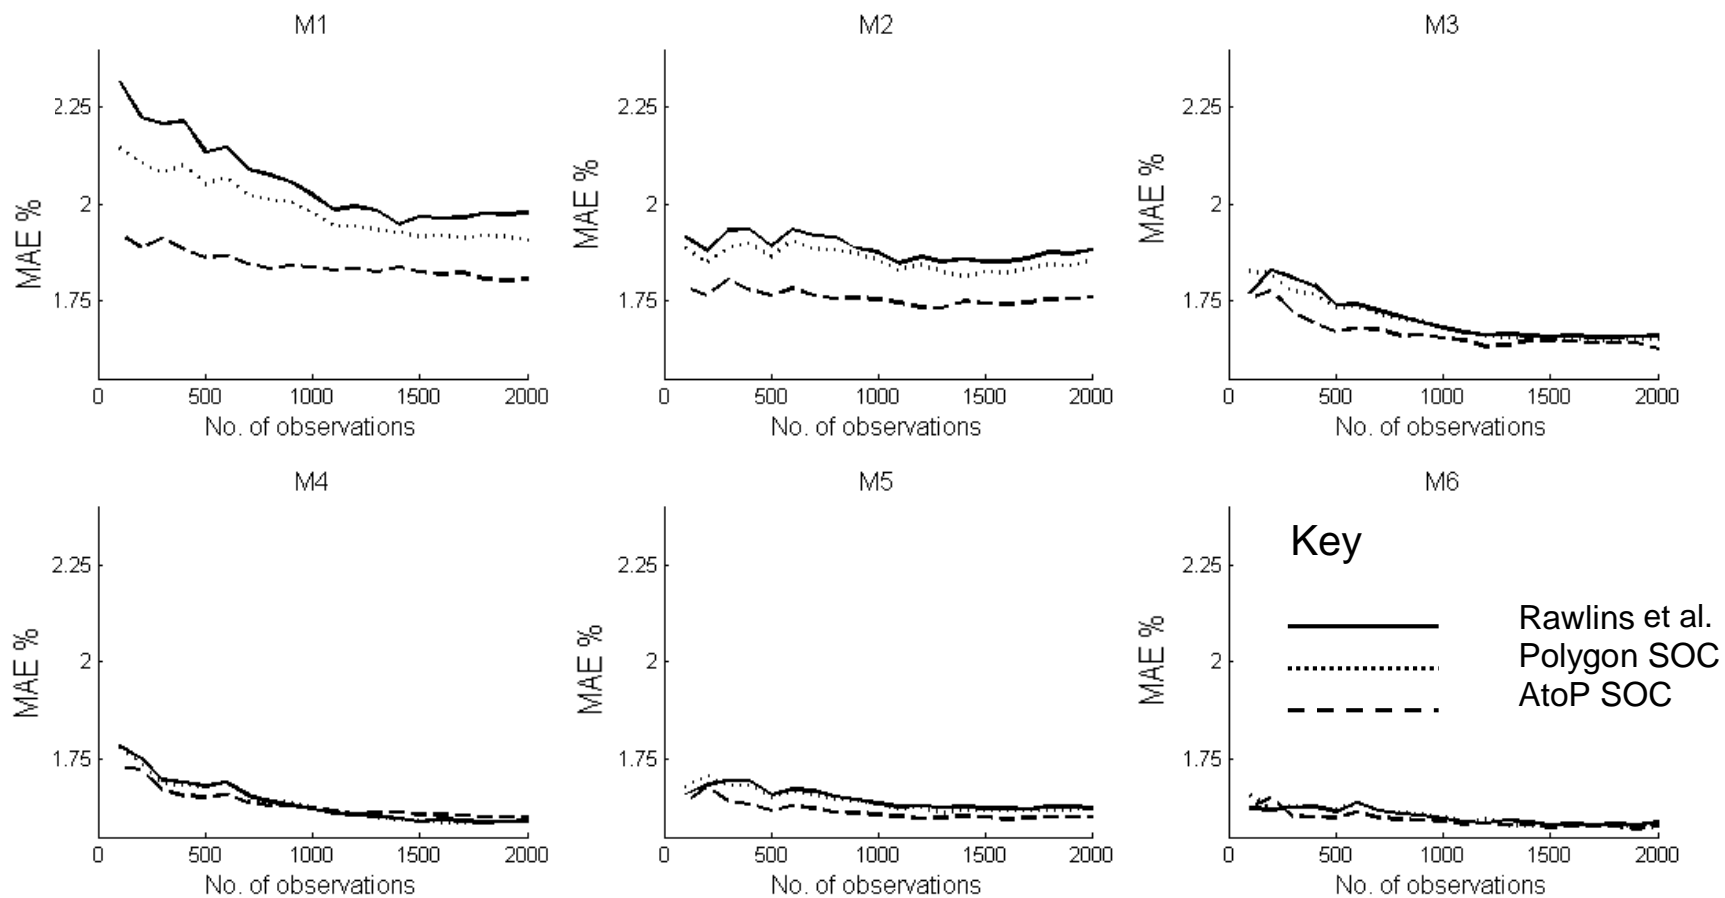 M1
2.25
2
1.75
MAE %
0 500 1000 1500 2000
No. of observations
M2
2.25
2
1.75
MAE %
0 500 1000 1500 2000
No. of observations
M3
2.25
2
1.75
MAE %
0 500 1000 1500 2000
No. of observations
M4
2.25
2
1.75
MAE %
0 500 1000 1500 2000
No. of observations
M5
2.25
2
1.75
MAE %
0 500 1000 1500 2000
No. of observations
M6
2.25
2
1.75
MAE %
0 500 1000 1500 2000
No. of observations
Key
Rawlins et al.
Polygon SOC
AtoP SOC